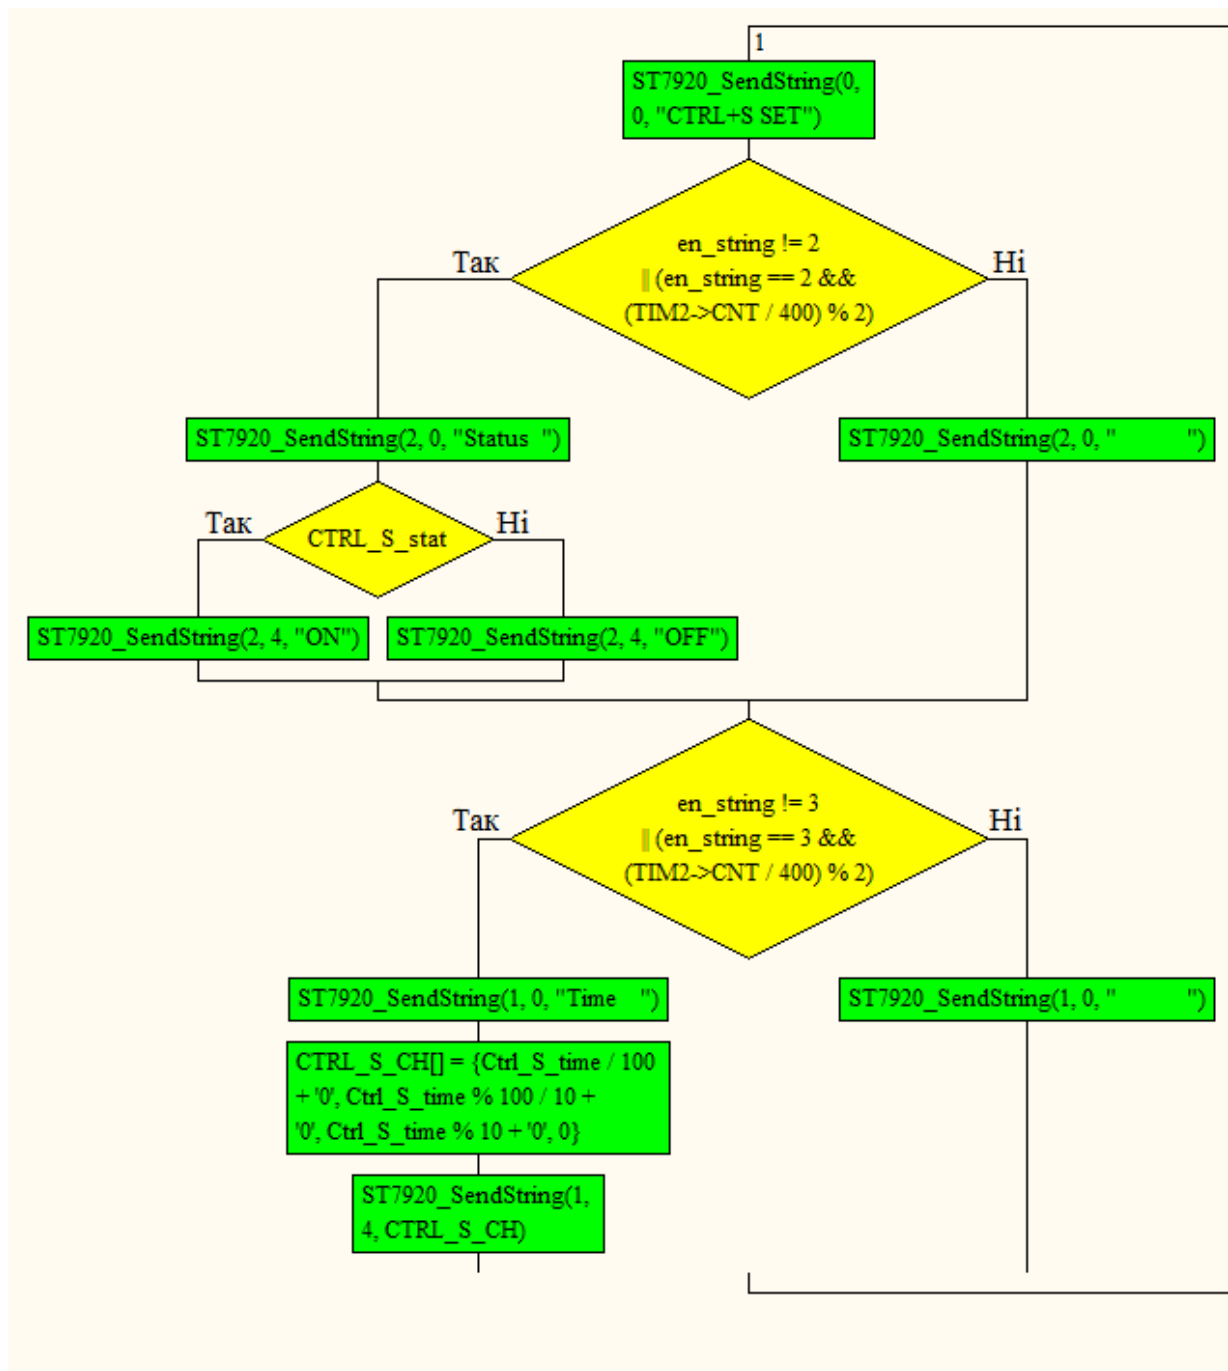 1
ST7920_SendString(0,
0, "CTRL+S SET")
en_string != 2
|| (en_string == 2 &&
(TIM2->CNT / 400) % 2)
Так
Ні
ST7920_SendString(2, 0, "Status  ")
ST7920_SendString(2, 0, "            ")
CTRL_S_stat
Так
Ні
ST7920_SendString(2, 4, "ON")
ST7920_SendString(2, 4, "OFF")
en_string != 3
|| (en_string == 3 &&
(TIM2->CNT / 400) % 2)
Так
Ні
ST7920_SendString(1, 0, "Time    ")
ST7920_SendString(1, 0, "            ")
CTRL_S_CH[] = {Ctrl_S_time / 100
+ '0', Ctrl_S_time % 100 / 10 +
'0', Ctrl_S_time % 10 + '0', 0}
ST7920_SendString(1,
4, CTRL_S_CH)